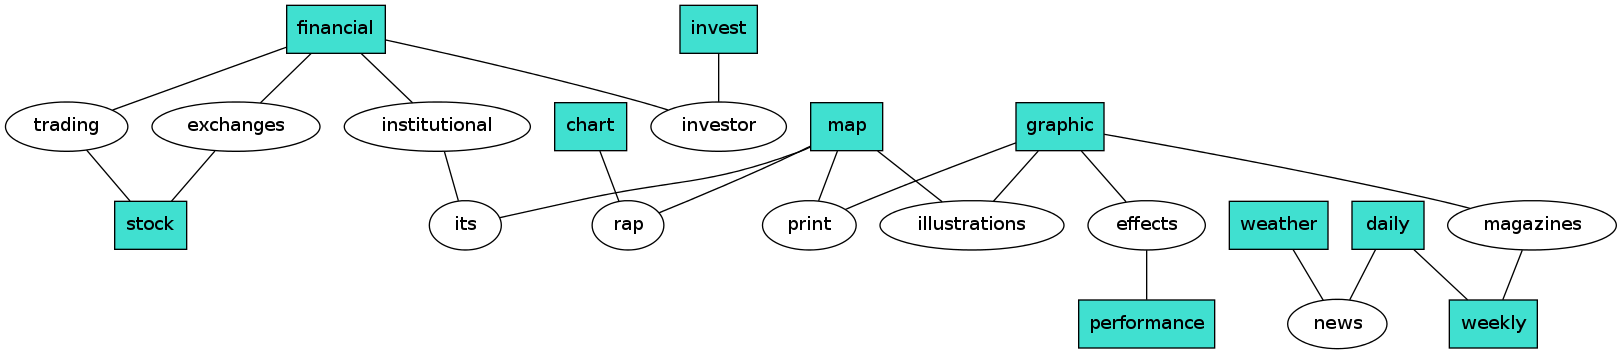 financial
invest
trading
exchanges
institutional
chart
investor
map
graphic
stock
its
rap
print
illustrations
effects
weather
daily
magazines
performance
news
weekly